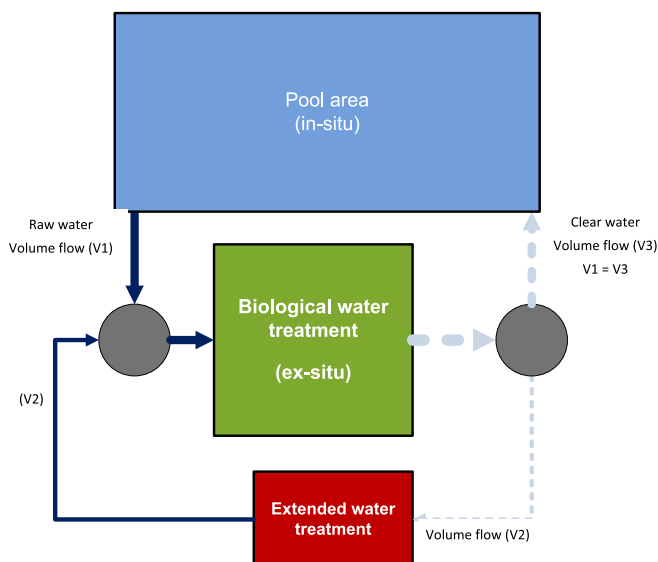 Pool area
(in-situ)
Raw water
Volume flow (V1)
Clear water
Volume flow (V3)
V1 = V3
Biological water
treatment
(ex-situ)
(V2)
Extended water
treatment
Volume flow (V2)